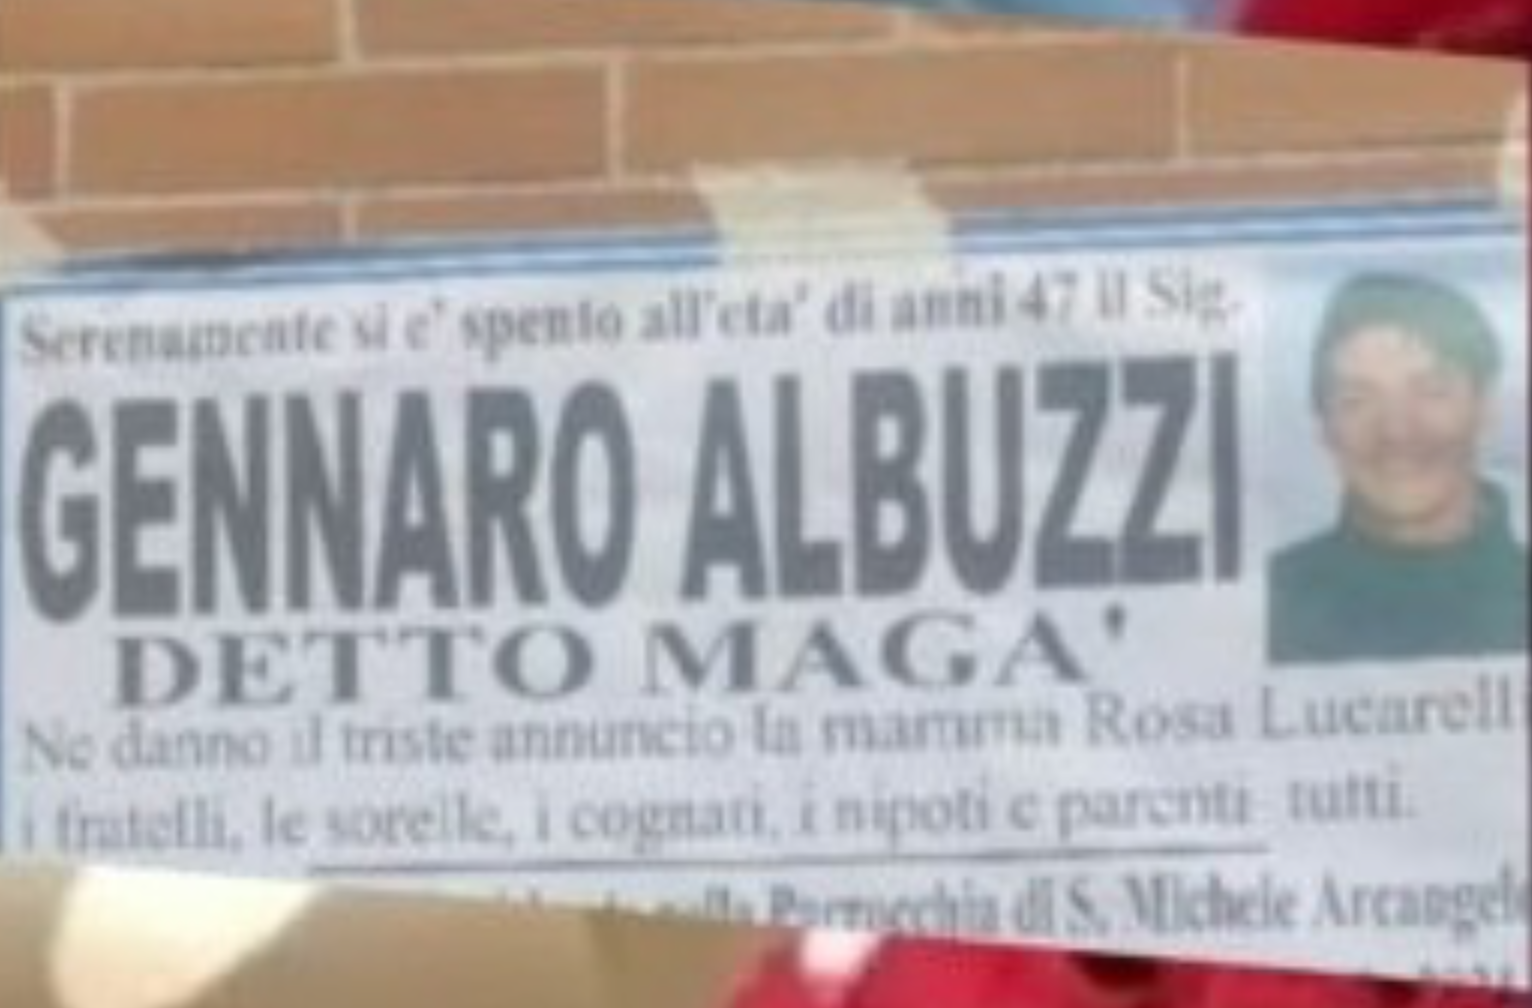 Serenamente si e' spento all'eta' di anni 47 il Sig.
GENNARO ALBUZZI
DETTO MAGA'
Ne danno il triste annuncio la mamma Rosa Lucarelli
i fratelli, le sorelle, i cognati, i nipoti e parenti tutti.
Parrocchia di S. Michele Arcangelo